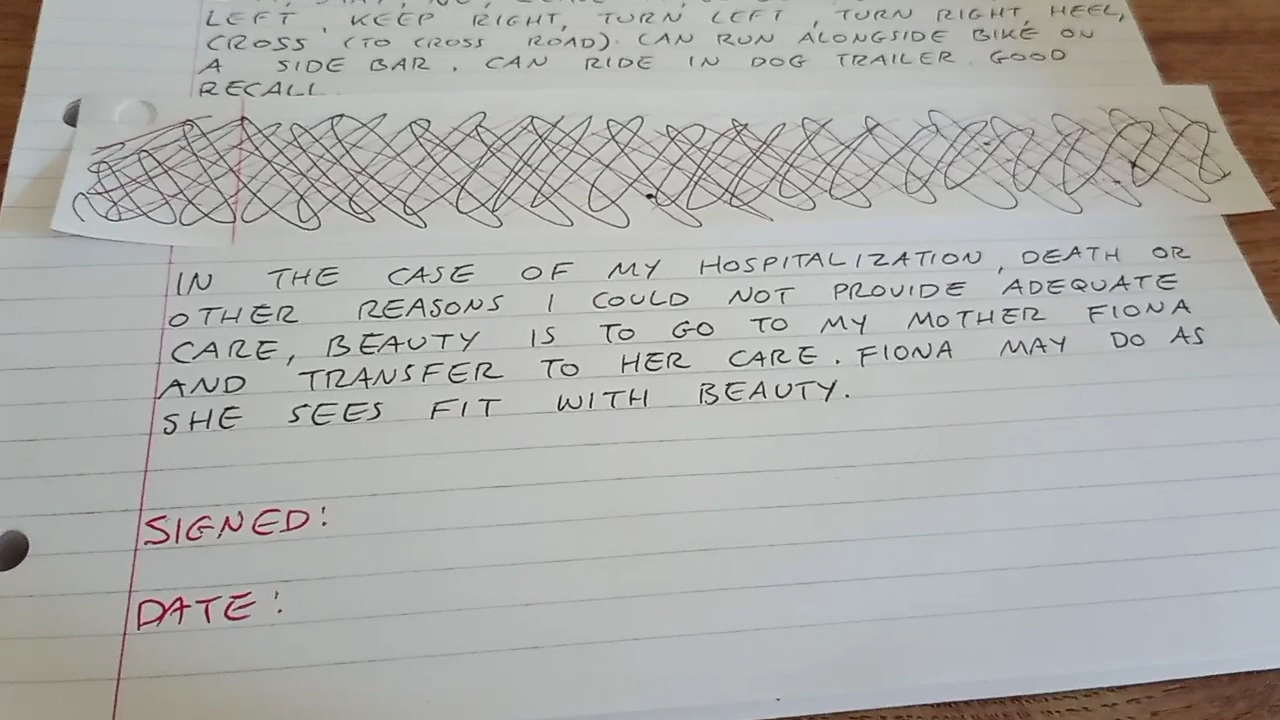 LEFT, KEEP RIGHT, TURN LEFT, TURN RIGHT, HEEL,
CROSS (TO CROSS ROAD). CAN RUN ALONGSIDE BIKE ON
A SIDE BAR. CAN RIDE IN DOG TRAILER. GOOD
RECALL.
IN THE CASE OF MY HOSPITALIZATION, DEATH OR
OTHER REASONS I COULD NOT PROVIDE ADEQUATE
CARE, BEAUTY IS TO GO TO MY MOTHER FIONA
AND TRANSFER TO HER CARE. FIONA MAY DO AS
SHE SEES FIT WITH BEAUTY.
SIGNED:
DATE: